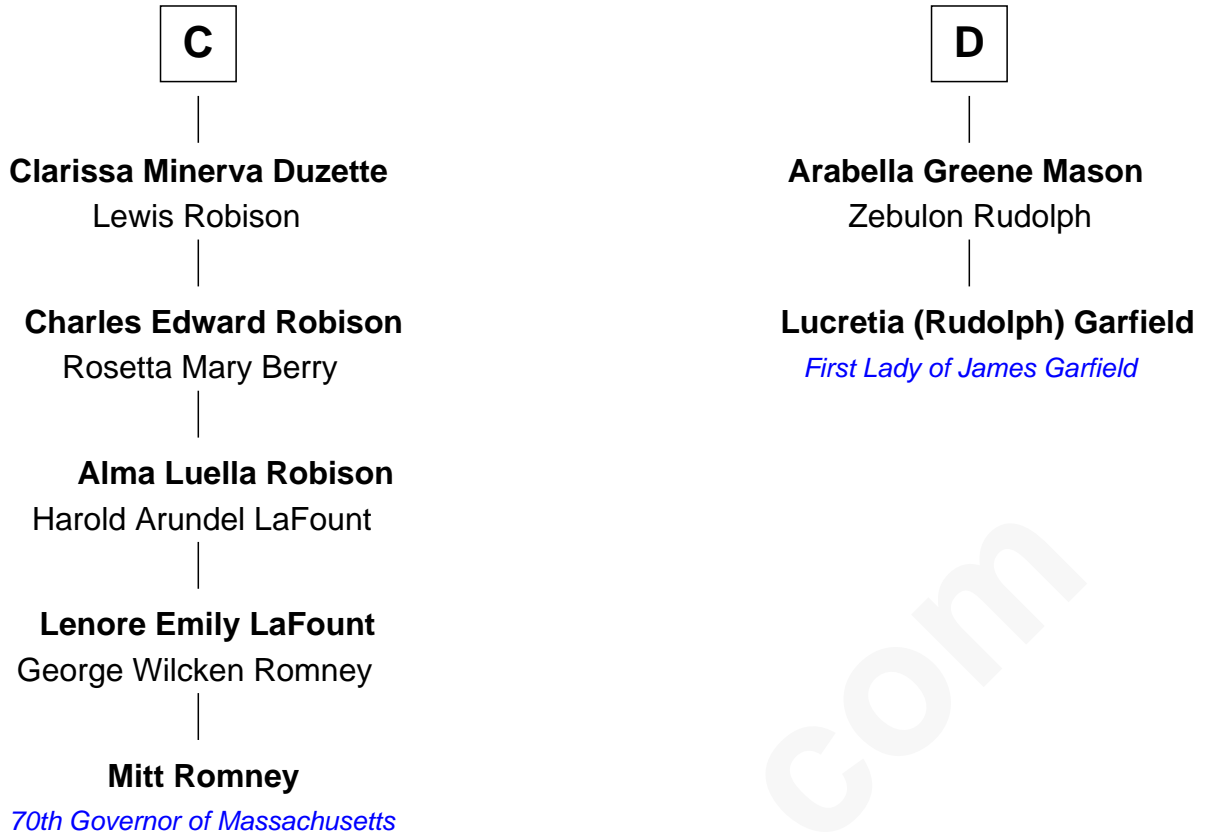 C
Clarissa Minerva Duzette
Lewis Robison
Charles Edward Robison
Rosetta Mary Berry
Alma Luella Robison
Harold Arundel LaFount
Lenore Emily LaFount
George Wilcken Romney
Mitt Romney
70th Governor of Massachusetts
D
Arabella Greene Mason
Zebulon Rudolph
Lucretia (Rudolph) Garfield
First Lady of James Garfield
com